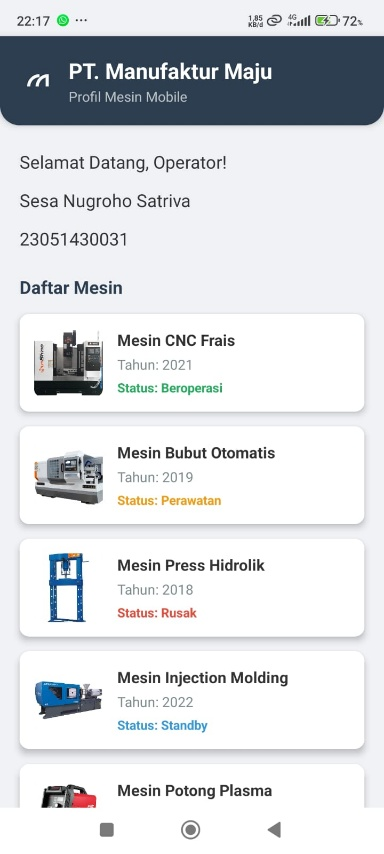 22:17 ... 1,85 KB/d 4G 72%
PT. Manufaktur Maju
Profil Mesin Mobile
Selamat Datang, Operator!
Sesa Nugroho Satriva
23051430031
Daftar Mesin
Mesin CNC Frais
Tahun: 2021
Status: Beroperasi
Mesin Bubut Otomatis
Tahun: 2019
Status: Perawatan
Mesin Press Hidrolik
Tahun: 2018
Status: Rusak
Mesin Injection Molding
Tahun: 2022
Status: Standby
Mesin Potong Plasma